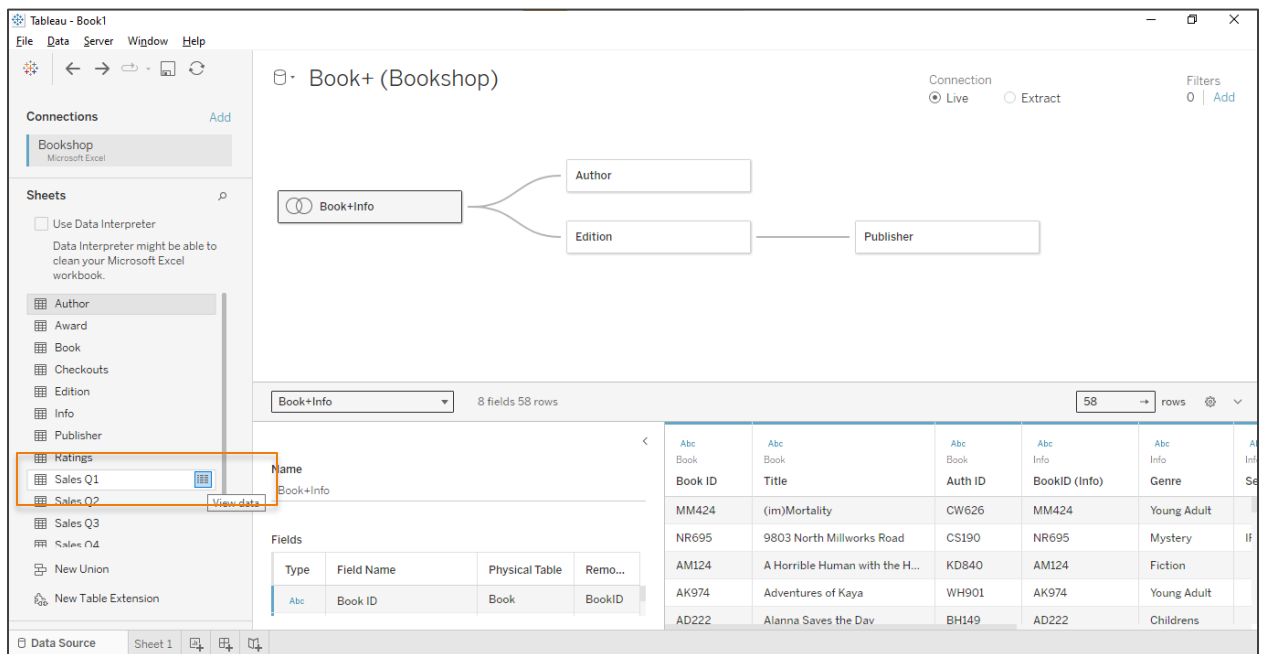 Tableau - Book1
File Data Server Window Help
Book+ (Bookshop)
Connection
Live Extract
Filters
0 Add
Connections Add
Bookshop
Microsoft Excel
Sheets
Use Data Interpreter
Data Interpreter might be able to
clean your Microsoft Excel
workbook.
Author
Award
Book
Checkouts
Edition
Info
Publisher
Ratings
Sales Q1
View data
Sales Q2
Sales Q3
Sales Q4
New Union
New Table Extension
Book+Info
Author
Edition
Publisher
Book+Info 8 fields 58 rows
58 → rows
Name
Book+Info
Fields
Type Field Name Physical Table Remo...
Abc Book ID Book BookID
Abc Abc Abc Abc Abc
Book Book Book Info Info
Book ID Title Auth ID BookID (Info) Genre Se
MM424 (im)Mortality CW626 MM424 Young Adult
NR695 9803 North Millworks Road CS190 NR695 Mystery
AM124 A Horrible Human with the H... KD840 AM124 Fiction
AK974 Adventures of Kaya WH901 AK974 Young Adult
AD222 Alanna Saves the Day BH149 AD222 Childrens
Data Source Sheet 1